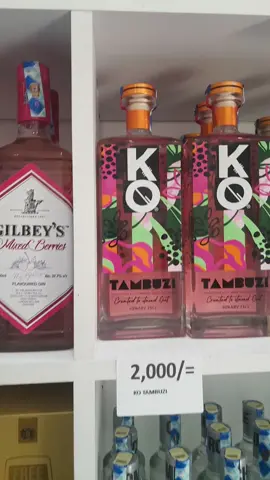 GILBEY'S
Mixed Berries
FLAVOURED GIN
KO
TAMBUZI
Created to Stand Out
KO
TAMBUZI
Created to Stand Out
2,000/=
KO TAMBUZI